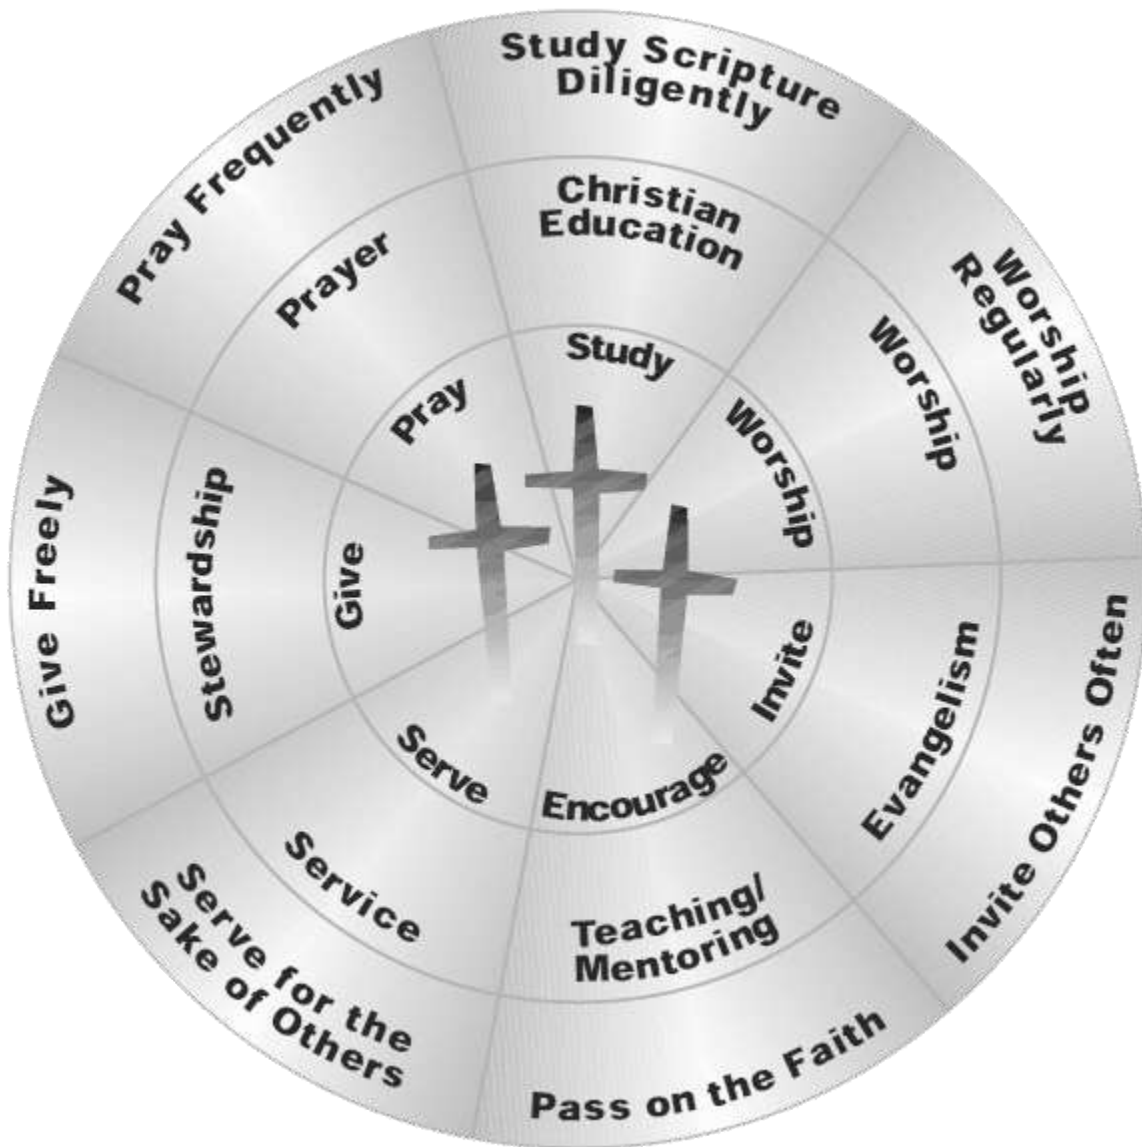 Study Scripture
Diligently
Christian
Education
Study
Worship
Regularly
Worship
Worship
Invite Others Often
Evangelism
Invite
Pass on the Faith
Teaching/
Mentoring
Encourage
Serve for the
Sake of Others
Service
Serve
Give Freely
Stewardship
Give
Pray Frequently
Prayer
Pray